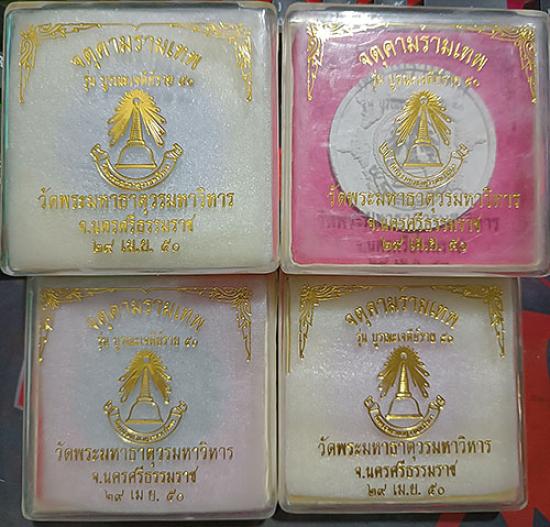 จตุคามรามเทพ
รุ่น บูรณะเจดีย์ราย ๕๐
วัดพระมหาธาตุวรมหาวิหาร
จ.นครศรีธรรมราช
๒๙ เม.ย. ๕๐
จตุคามรามเทพ
รุ่น บูรณะเจดีย์ราย ๕๐
วัดพระมหาธาตุวรมหาวิหาร
จ.นครศรีธรรมราช
๒๙ เม.ย. ๕๐
จตุคามรามเทพ
รุ่น บูรณะเจดีย์ราย ๕๐
วัดพระมหาธาตุวรมหาวิหาร
จ.นครศรีธรรมราช
๒๙ เม.ย. ๕๐
จตุคามรามเทพ
รุ่น บูรณะเจดีย์ราย ๕๐
วัดพระมหาธาตุวรมหาวิหาร
จ.นครศรีธรรมราช
๒๙ เม.ย. ๕๐